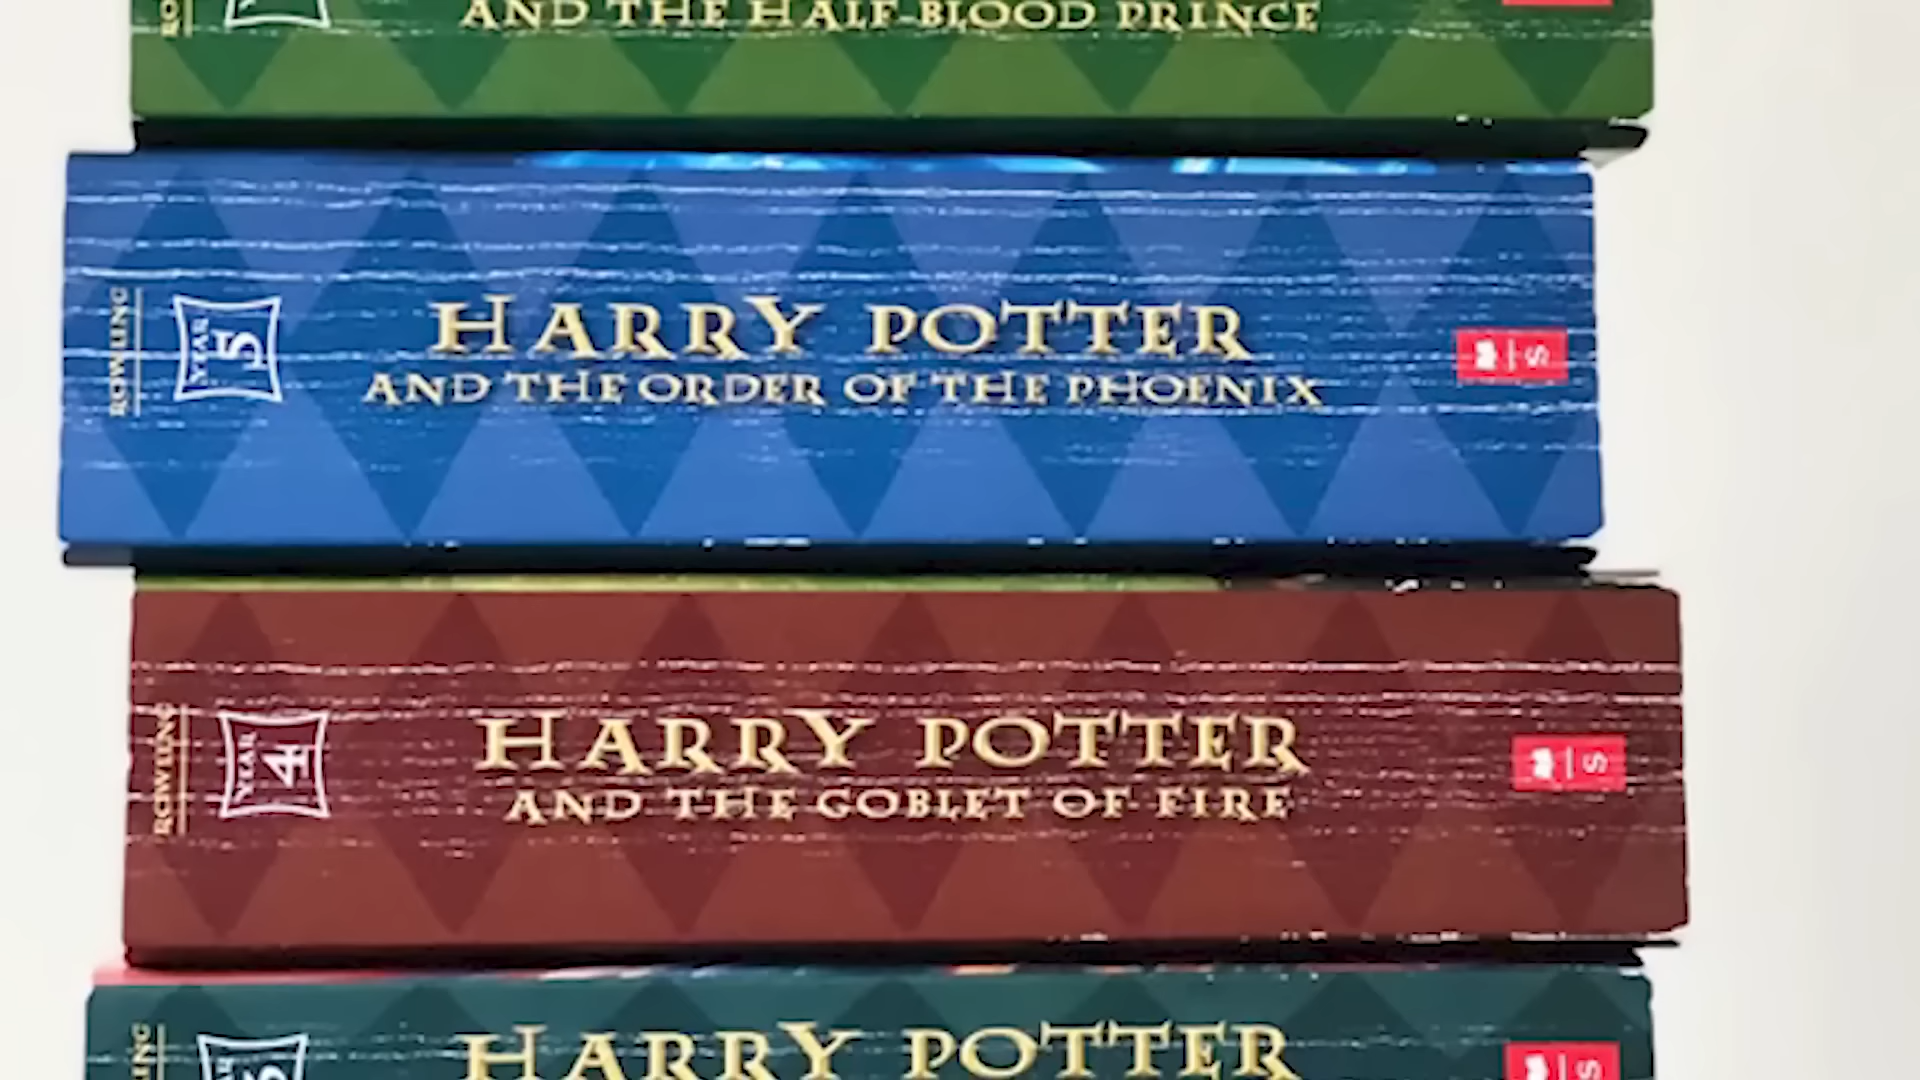 AND THE HALF-BLOOD PRINCE
ROWLING
YEAR 5
HARRY POTTER
AND THE ORDER OF THE PHOENIX
S
ROWLING
YEAR 4
HARRY POTTER
AND THE GOBLET OF FIRE
S
HARRY POTTER
S